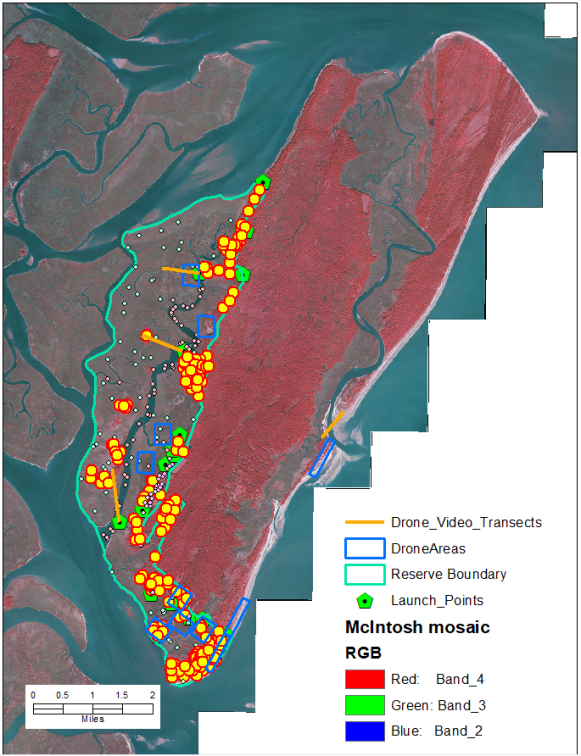 Drone_Video_Transects
DroneAreas
Reserve Boundary
Launch_Points
McIntosh mosaic
RGB
Red: Band_4
Green: Band_3
Blue: Band_2
0 0.5 1 1.5 2
Miles